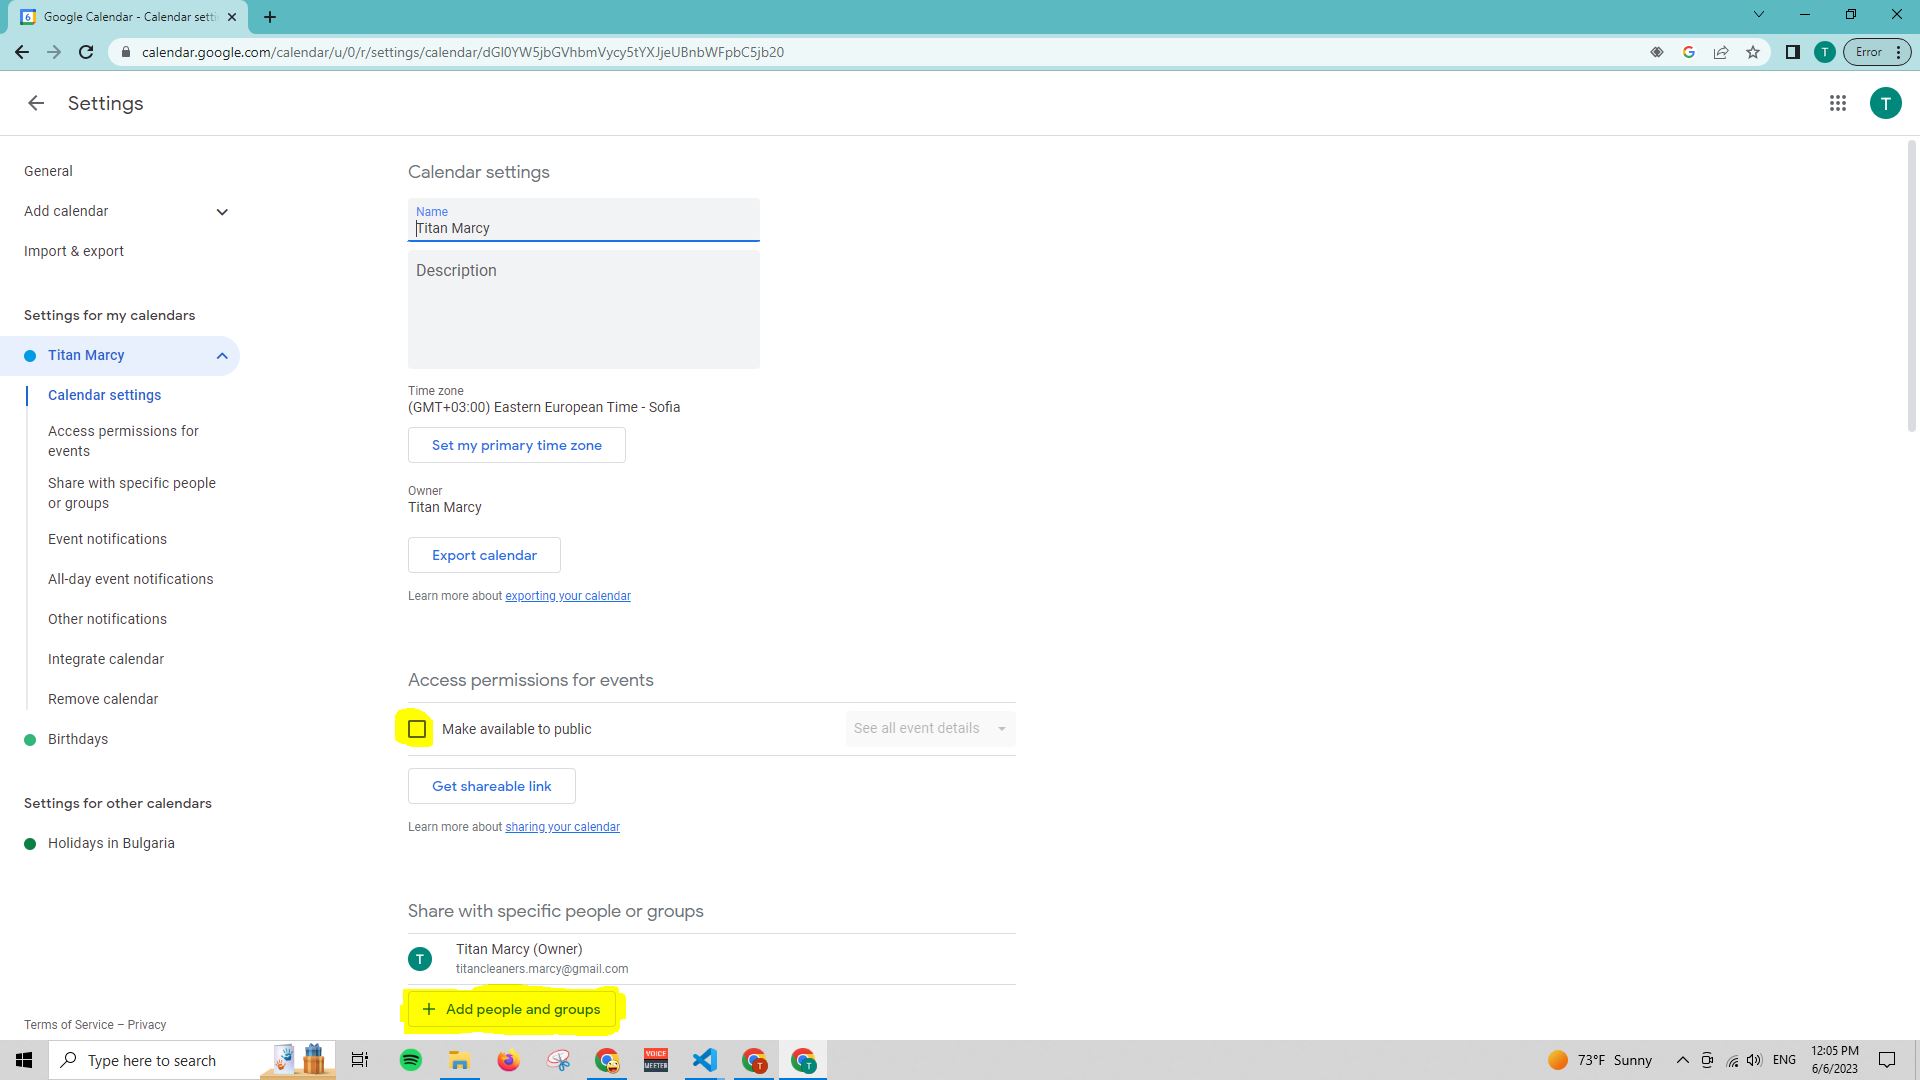 Google Calendar - Calendar setti
calendar.google.com/calendar/u/0/r/settings/calendar/dGl0YW5jbGVhbmVycy5tYXJjeUBnbWFpbC5jb20
T
Error
Settings
T
General
Add calendar
Import & export
Settings for my calendars
Titan Marcy
Calendar settings
Access permissions for
events
Share with specific people
or groups
Event notifications
All-day event notifications
Other notifications
Integrate calendar
Remove calendar
Birthdays
Settings for other calendars
Holidays in Bulgaria
Terms of Service – Privacy
Calendar settings
Name
Titan Marcy
Description
Time zone
(GMT+03:00) Eastern European Time - Sofia
Set my primary time zone
Owner
Titan Marcy
Export calendar
Learn more about exporting your calendar
Access permissions for events
Make available to public
See all event details
Get shareable link
Learn more about sharing your calendar
Share with specific people or groups
T
Titan Marcy (Owner)
titancleaners.marcy@gmail.com
+ Add people and groups
Type here to search
VOICE
MEETER
T
T
73°F Sunny
ENG
12:05 PM
6/6/2023